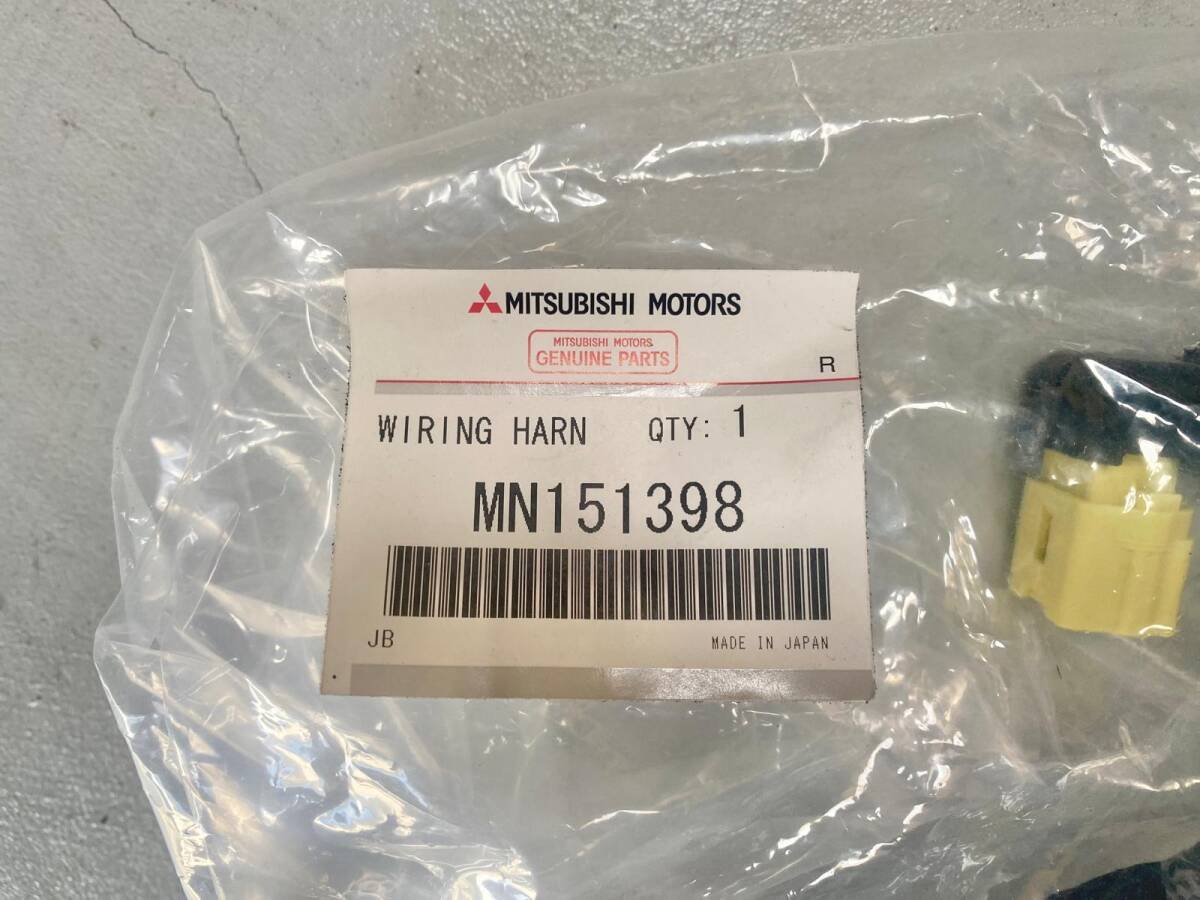 MITSUBISHI MOTORS
MITSUBISHI MOTORS
GENUINE PARTS
R
WIRING HARN QTY: 1
MN151398
JB MADE IN JAPAN